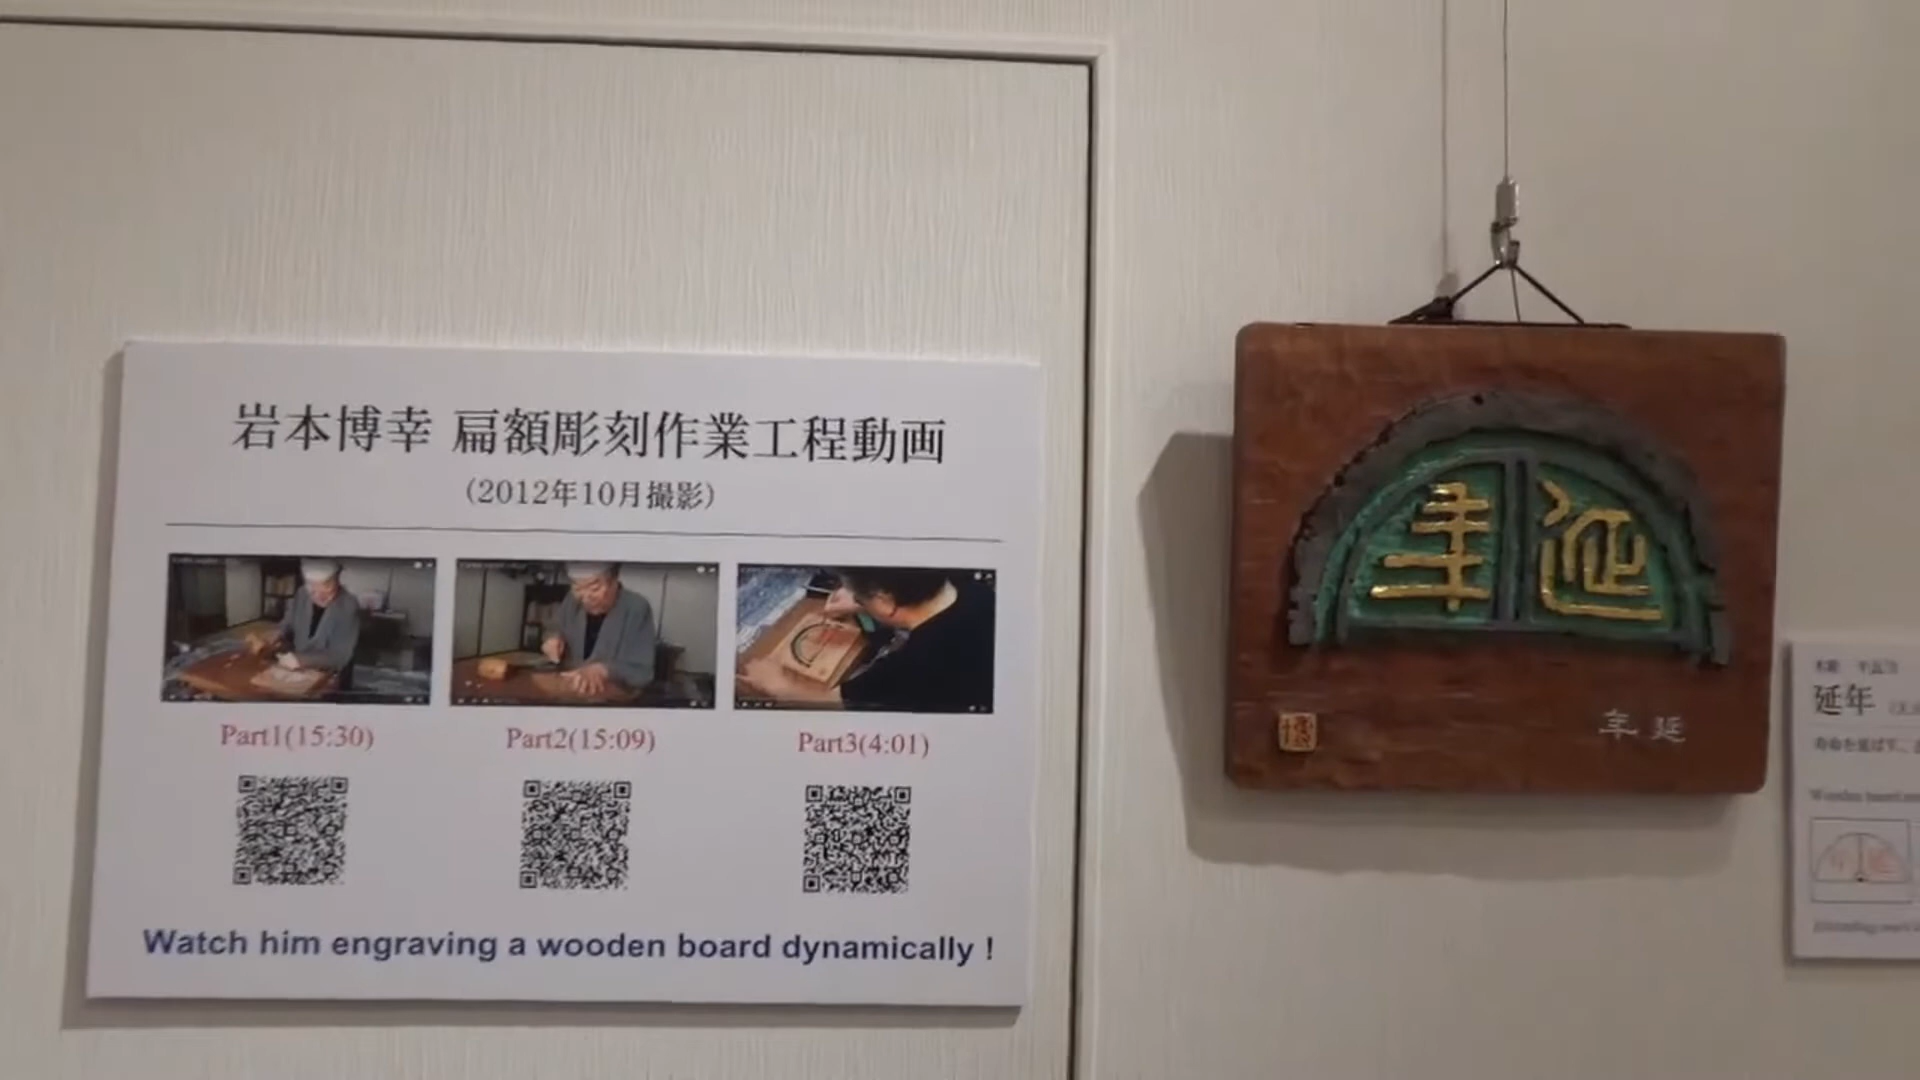 岩本博幸 扁額彫刻作業工程動画
(2012年10月撮影)
Part1(15:30)
Part2(15:09)
Part3(4:01)
Watch him engraving a wooden board dynamically !
年延
年延
延年